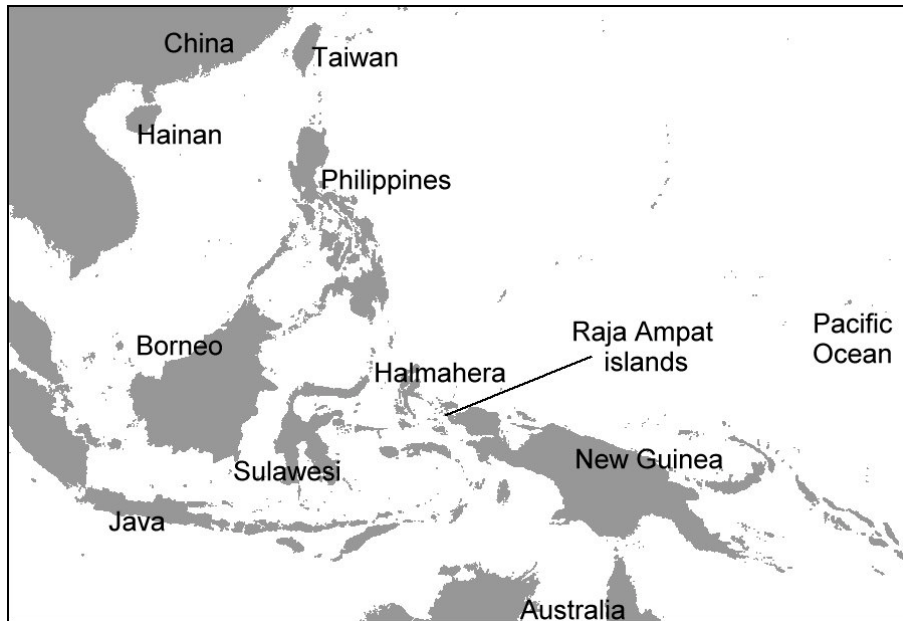 China
Taiwan
Hainan
Philippines
Pacific
Ocean
Raja Ampat
islands
Borneo
Halmahera
Sulawesi
New Guinea
Java
Australia